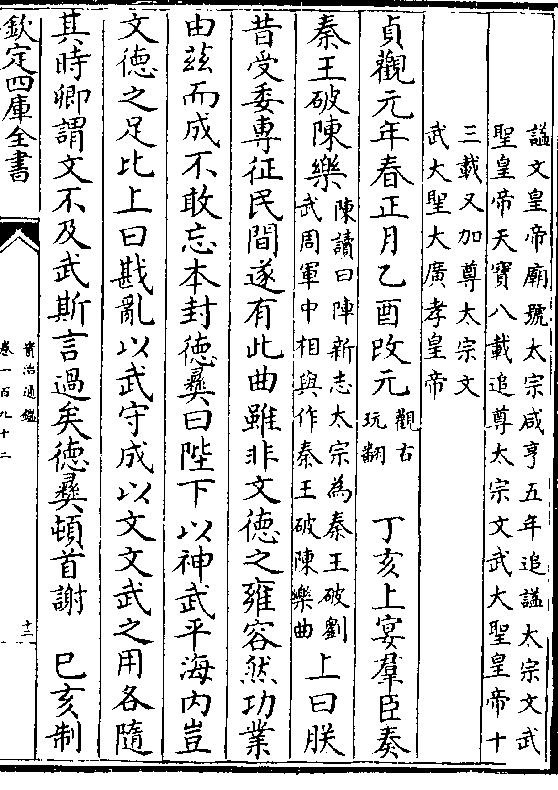 諡文皇帝廟號太宗咸亨五年追諡太宗文武
聖皇帝天寶八載追尊太宗文武大聖皇帝十
三載又加尊太宗文
武大聖大廣孝皇帝
貞觀元年春正月乙酉改元觀古玩翻 丁亥上宴羣臣奏
秦王破陳樂陳讀曰陣新志太宗為秦王破劉武周軍中相與作秦王破陳樂曲上曰朕
昔受委專征民間遂有此曲雖非文德之雍容然功業
由茲而成不敢忘本封德彝曰陛下以神武平海内豈
文德之足比上曰戡亂以武守成以文文武之用各隨
其時卿謂文不及武斯言過矣德彝頓首謝 己亥制
欽定四庫全書
資治通鑑
卷一百九十二
十二